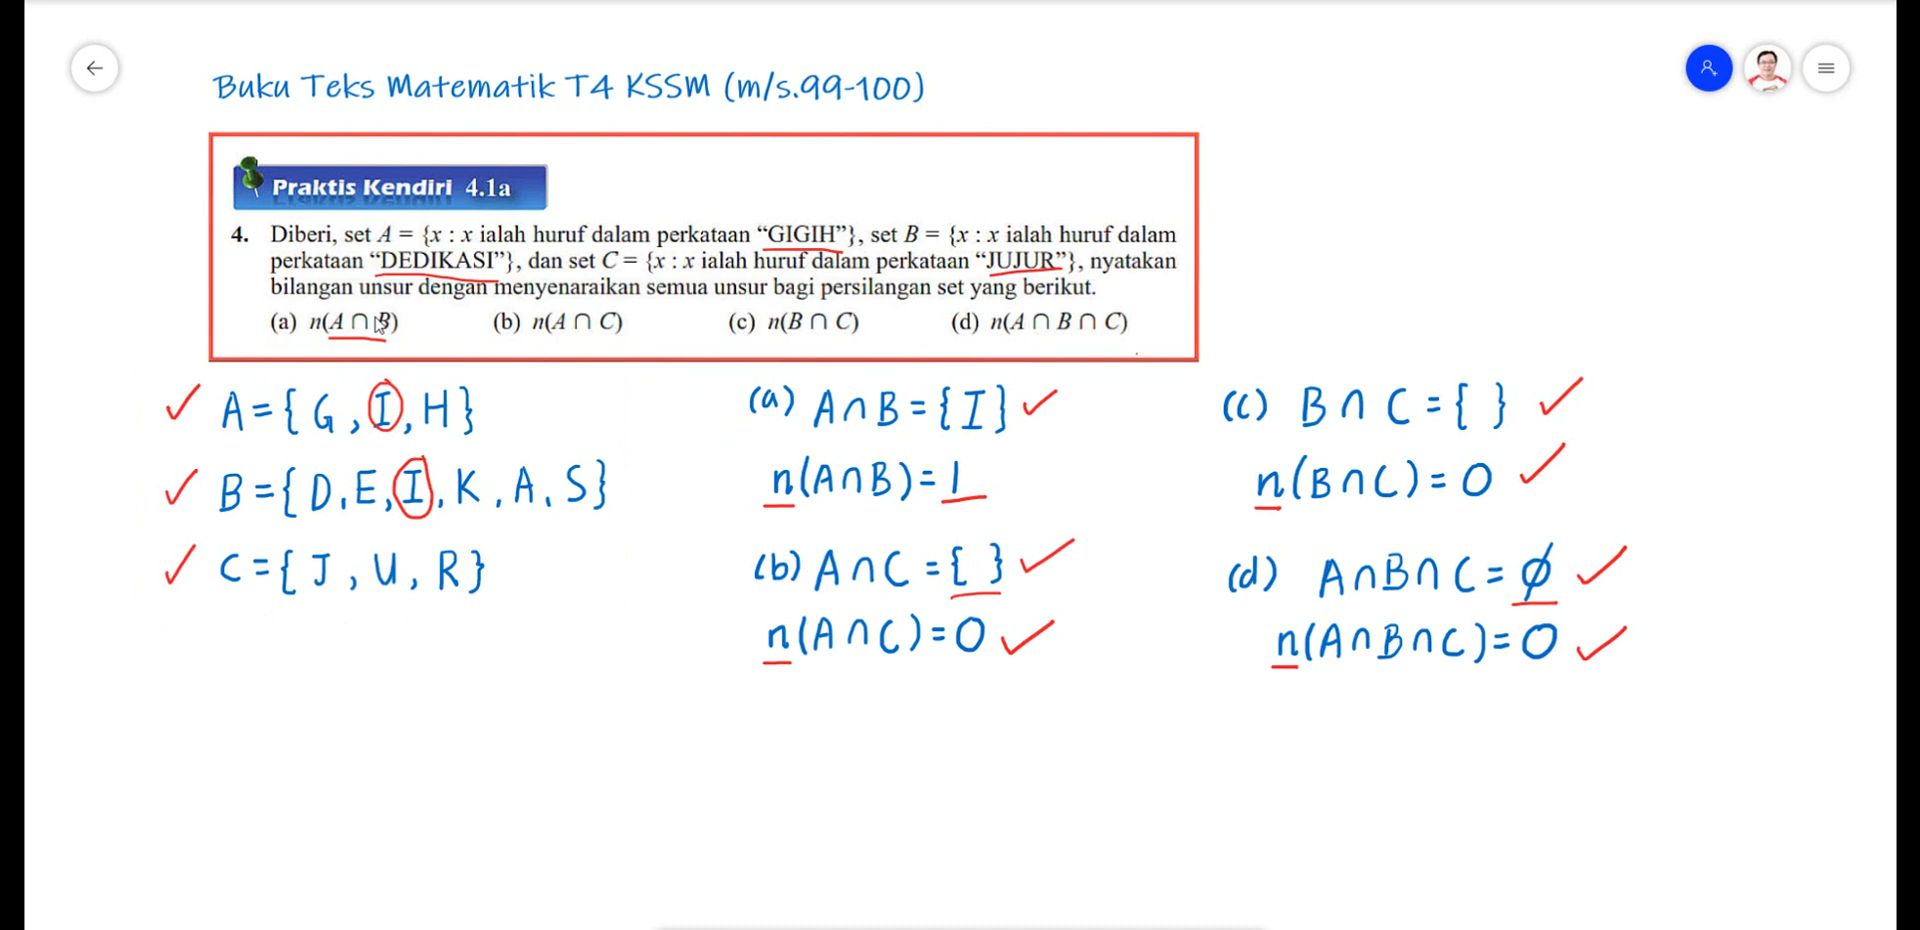 Buku Teks Matematik T4 KSSM (m/s.99-100)
Praktis Kendiri 4.1a
4. Diberi, set A = {x : x ialah huruf dalam perkataan “GIGIH”}, set B = {x : x ialah huruf dalam
perkataan “DEDIKASI”}, dan set C = {x : x ialah huruf dalam perkataan “JUJUR”}, nyatakan
bilangan unsur dengan menyenaraikan semua unsur bagi persilangan set yang berikut.
(a) n(A ∩ B) (b) n(A ∩ C) (c) n(B ∩ C) (d) n(A ∩ B ∩ C)
A={ G, I, H}
B={ D, E, I, K, A, S}
C={ J, U, R}
(a) A∩B={I}
n(A∩B)=1
(b) A∩C={ }
n(A∩C)=0
(c) B∩C={ }
n(B∩C)=0
(d) A∩B∩C=∅
n(A∩B∩C)=0